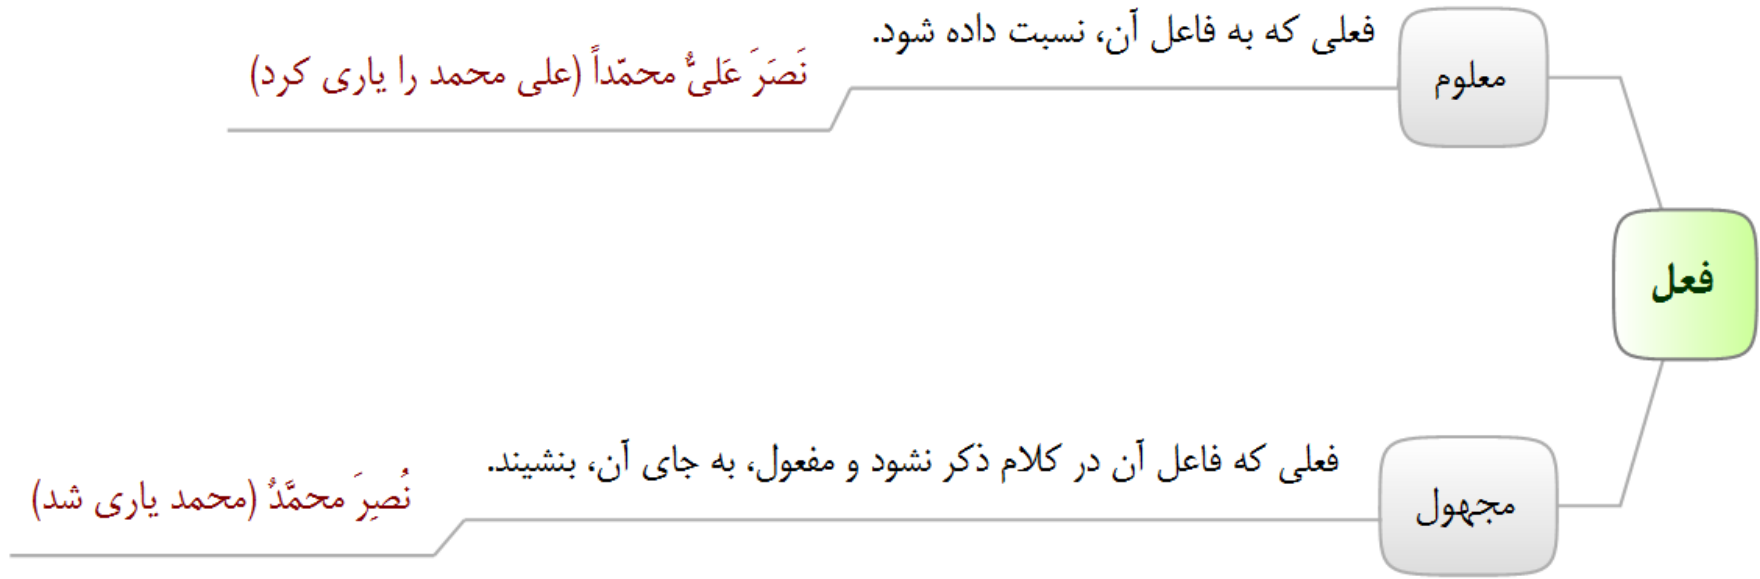 فعل
معلوم
فعلی که به فاعل آن، نسبت داده شود.
نَصَرَ عَلیٌّ محمّداً (علی محمد را یاری کرد)
مجهول
فعلی که فاعل آن در کلام ذکر نشود و مفعول، به جای آن، بنشیند.
نُصِرَ محمَّدٌ (محمد یاری شد)